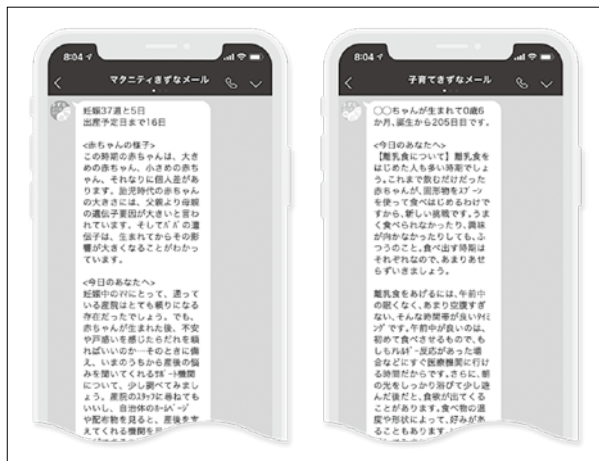 8:04
マタニティきずなメール
妊娠37週と5日
出産予定日まで16日
<赤ちゃんの様子>
この時期の赤ちゃんは、大き
めの赤ちゃん、小さめの赤ち
ゃん、それなりに個人差があ
ります。胎児時代の赤ちゃん
の大きさには、父親より母親
の遺伝子要因が大きいと言わ
れています。そしてパパの遺
伝子は、生まれてからその影
響が大きくなることがわかっ
ています。
<今日のあなたへ>
妊娠中のママにとって、通って
いる産院はとても頼りになる
存在だったでしょう。でも、
赤ちゃんが生まれた後、不安
や戸惑いを感じたらだれを頼
ればいいのか…そのときに備
え、いまのうちから産後の悩
みを聞いてくれるサポート機関
について、少し調べてみまし
ょう。産院のスタッフに尋ねても
いいし、自治体のホームページ
や配布物を見ると、産後を支
えてくれる機関を
8:04
子育てきずなメール
○○ちゃんが生まれて0歳6
か月、誕生から205日目です。
<今日のあなたへ>
【離乳食について】離乳食を
はじめた人も多い時期でしょ
う。これまで飲むだけだった
赤ちゃんが、固形物をスプーン
を使って食べはじめるわけで
すから、新しい挑戦です。うま
く食べられなかったり、興味
が向かなかったりしても、ふ
つうのこと。食べ出す時期は
それぞれなので、あまりあせ
らずいきましょう。
離乳食をあげるには、午前中
の眠くなく、あまり空腹すぎ
ない、そんな時間帯が良いタイミ
ングです。午前中が良いのは、
初めて食べさせるもので、も
しもアレルギー反応があった場
合などにすぐ医療機関に行け
る時間だからです。さらに、朝
の光をしっかり浴びて少し遊
んだ後だと、食欲が出てくる
ことがあります。食べ物の温
度や形状によって、好みがあ
ることもあります。